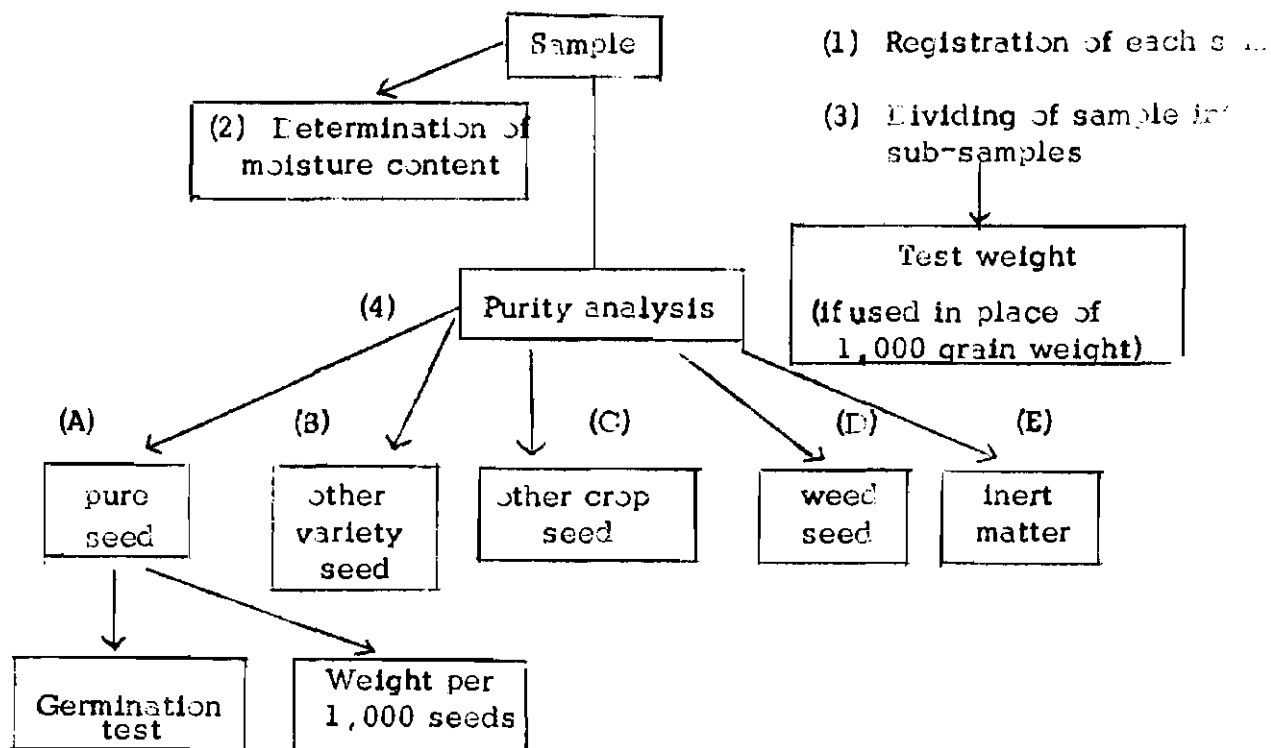 Sample
(1) Registration of each
(2) Determination of
moisture content
(3) Dividing of sample
sub-samples
Test weight
(if used in place of
1,000 grain weight)
(4)
Purity analysis
(A)
(B)
(C)
(D)
(E)
pure
seed
other
variety
seed
other crop
seed
weed
seed
inert
matter
Germination
test
Weight per
1,000 seeds